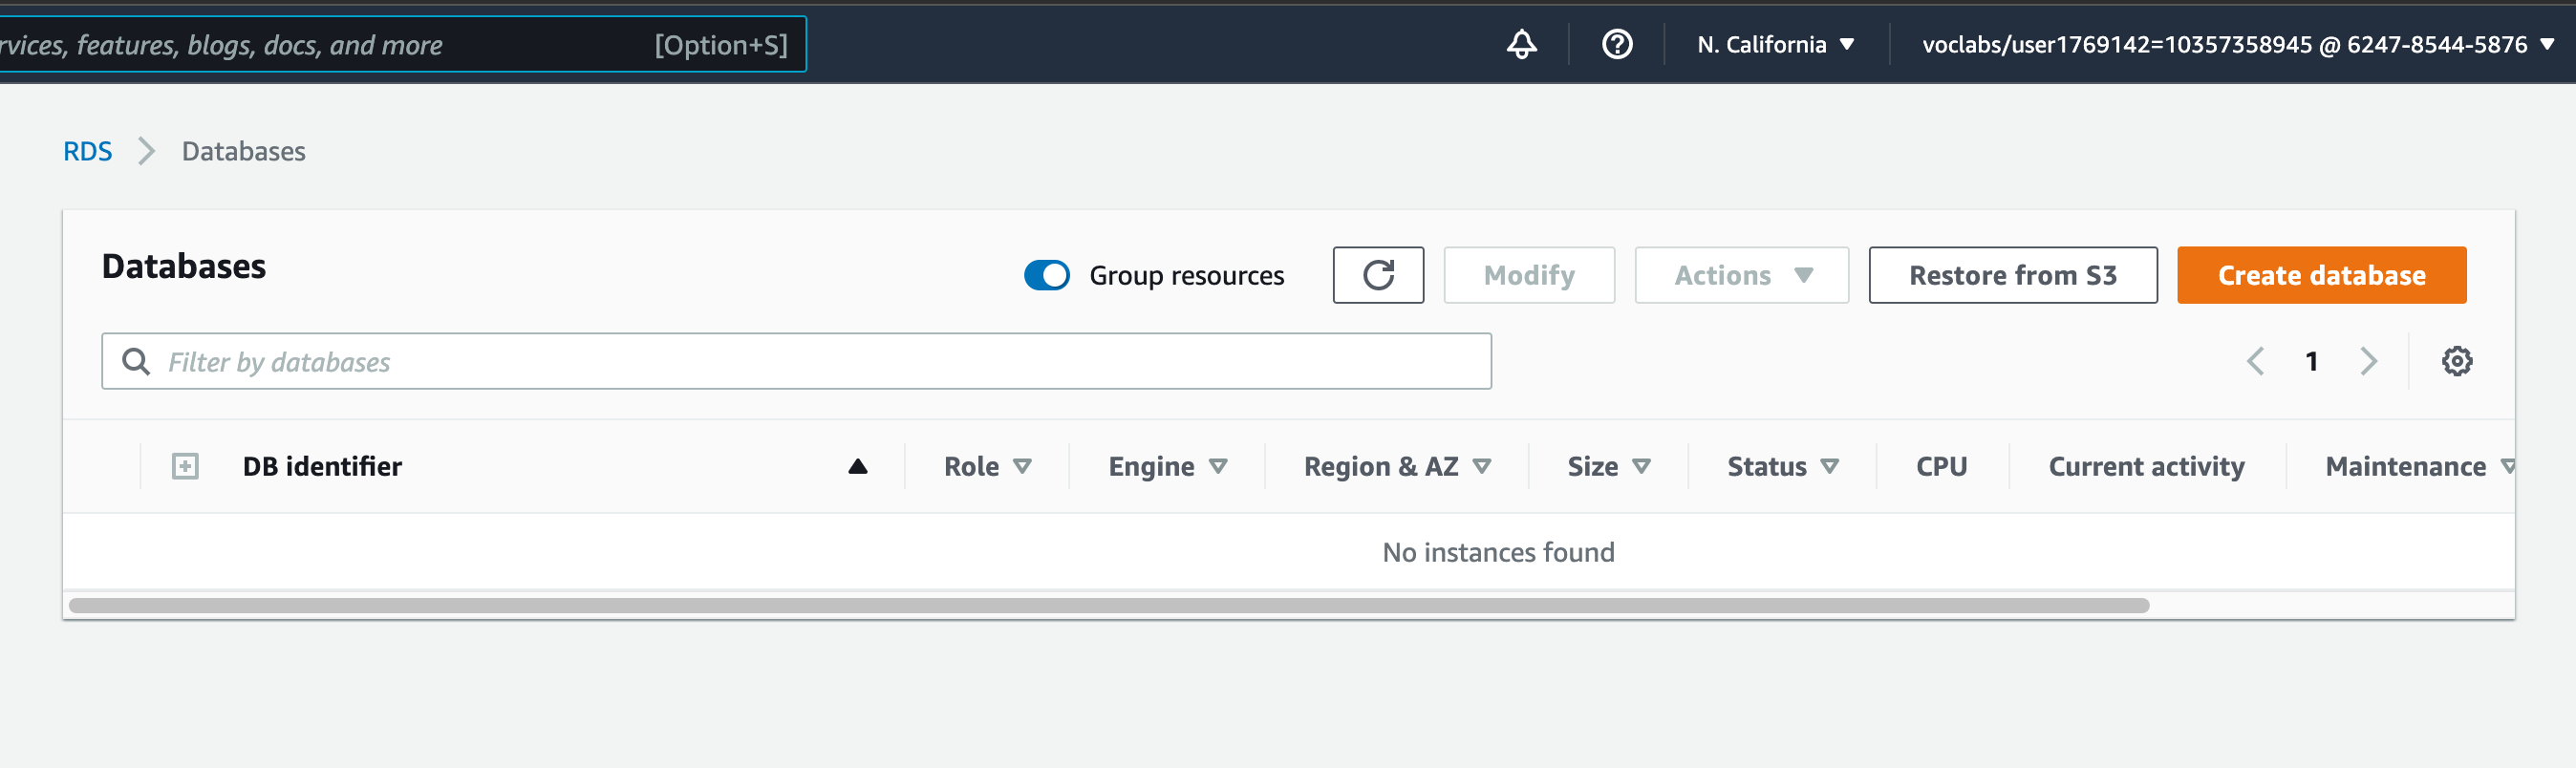 rvices, features, blogs, docs, and more [Option+S] N. California voclabs/user1769142=10357358945 @ 6247-8544-5876
RDS Databases
Databases Group resources Modify Actions Restore from S3 Create database
Filter by databases 1
DB identifier Role Engine Region & AZ Size Status CPU Current activity Maintenance
No instances found